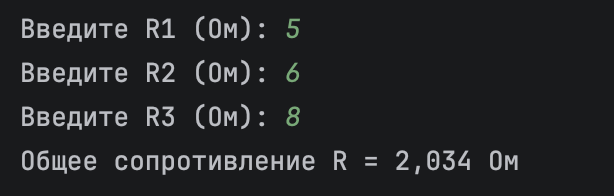 Введите R1 (Ом): 5
Введите R2 (Ом): 6
Введите R3 (Ом): 8
Общее сопротивление R = 2,034 Ом